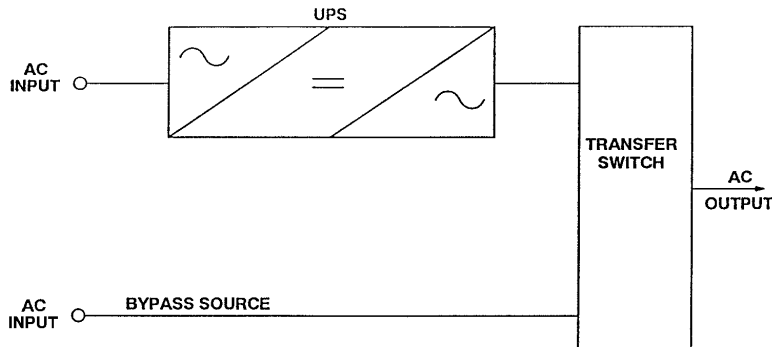 UPS
AC
INPUT
TRANSFER
SWITCH
AC
OUTPUT
AC
INPUT
BYPASS SOURCE